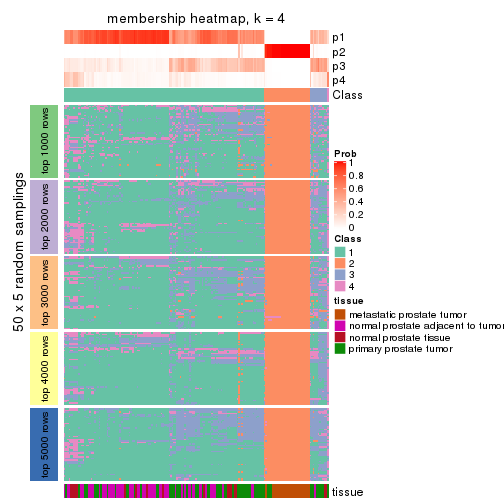 membership heatmap, k = 4
p1
p2
p3
p4
Class
50 x 5 random samplings
top 1000 rows
top 2000 rows
top 3000 rows
top 4000 rows
top 5000 rows
Prob
1
0.8
0.6
0.4
0.2
0
Class
1
2
3
4
tissue
metastatic prostate tumor
normal prostate adjacent to tumor
normal prostate tissue
primary prostate tumor
tissue